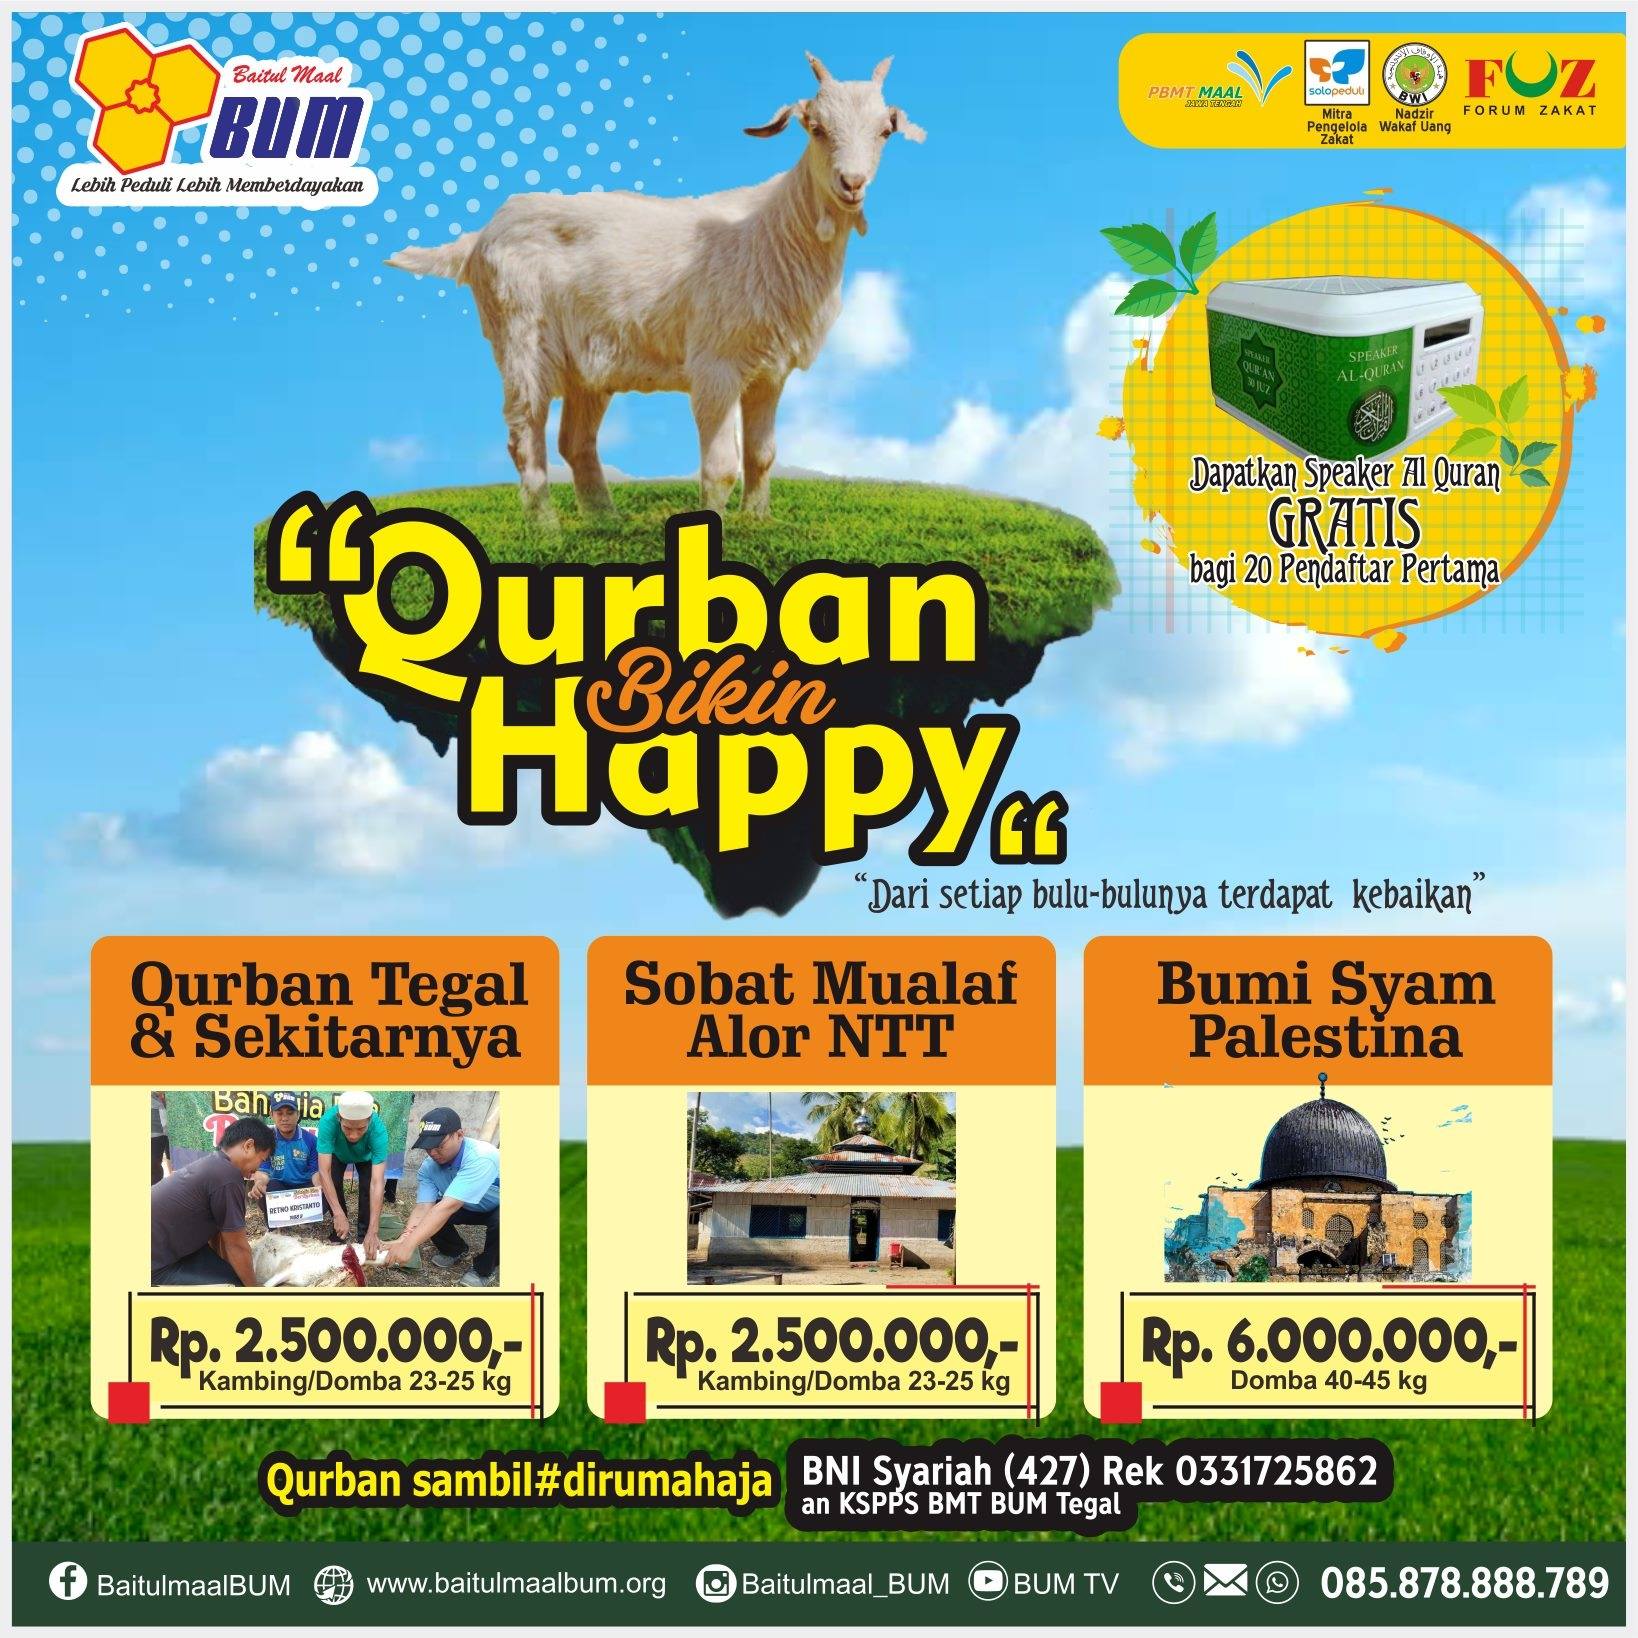 Baitul Maal
BUM
Lebih Peduli Lebih Memberdayakan
PBMT MAAL
JAWA TENGAH
solopeduli
Mitra
Pengelola
Zakat
BWI
Nadzir
Wakaf Uang
FOZ
FORUM ZAKAT
SPEAKER
QUR'AN
30 JUZ
SPEAKER
AL-QURAN
Dapatkan Speaker Al Quran
GRATIS
bagi 20 Pendaftar Pertama
“Qurban
Bikin
Happy“
“Dari setiap bulu-bulunya terdapat kebaikan”
Qurban Tegal
& Sekitarnya
BUM
RETNO KRISTANTO
Rp. 2.500.000,-
Kambing/Domba 23-25 kg
Sobat Mualaf
Alor NTT
Rp. 2.500.000,-
Kambing/Domba 23-25 kg
Bumi Syam
Palestina
Rp. 6.000.000,-
Domba 40-45 kg
Qurban sambil#dirumahaja
BNI Syariah (427) Rek 0331725862
an KSPPS BMT BUM Tegal
BaitulmaalBUM
www.baitulmaalbum.org
Baitulmaal_BUM
BUM TV
085.878.888.789